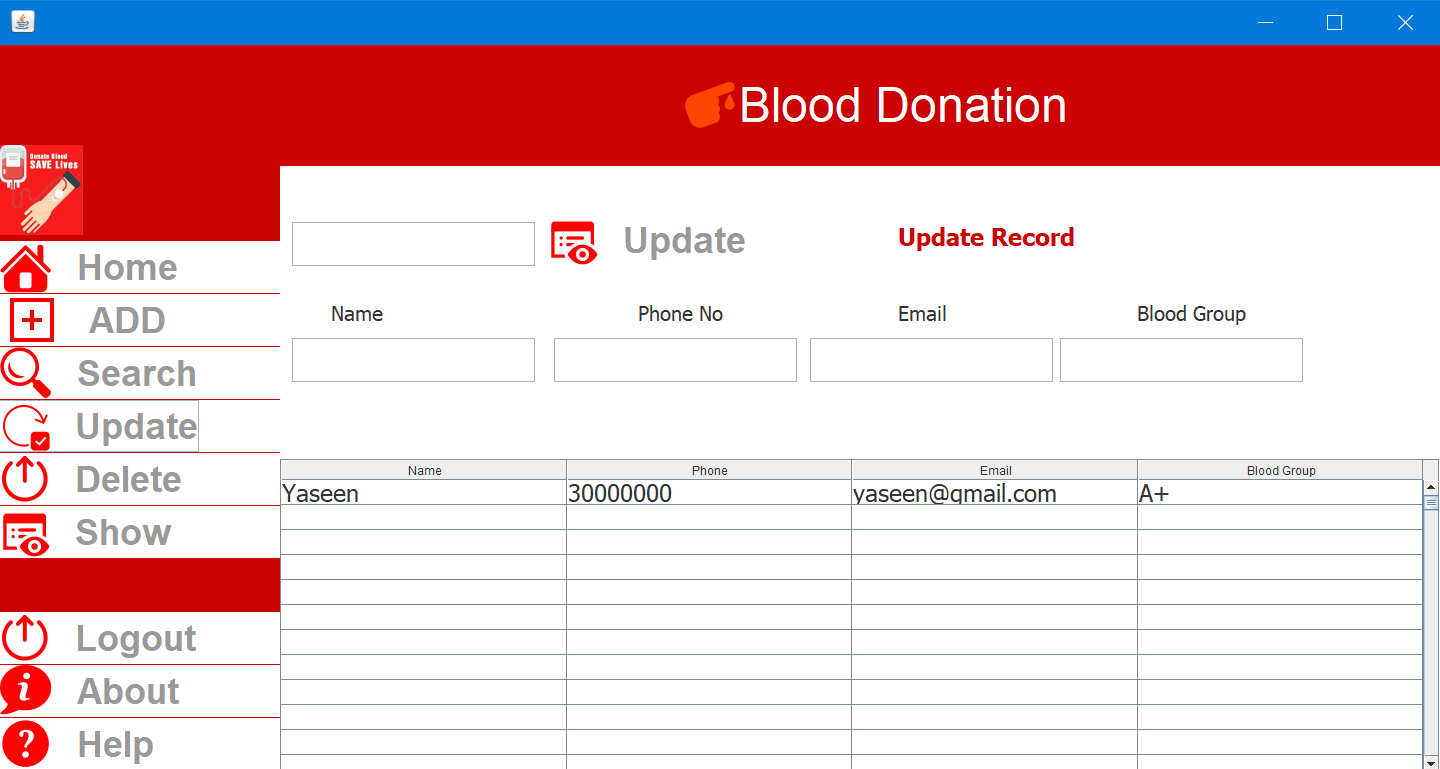 Blood Donation
Donate Blood
SAVE Lives
Home
ADD
Search
Update
Delete
Show
Logout
About
Help
Update
Update Record
Name Phone No Email Blood Group
Name Phone Email Blood Group
Yaseen 30000000 yaseen@gmail.com A+